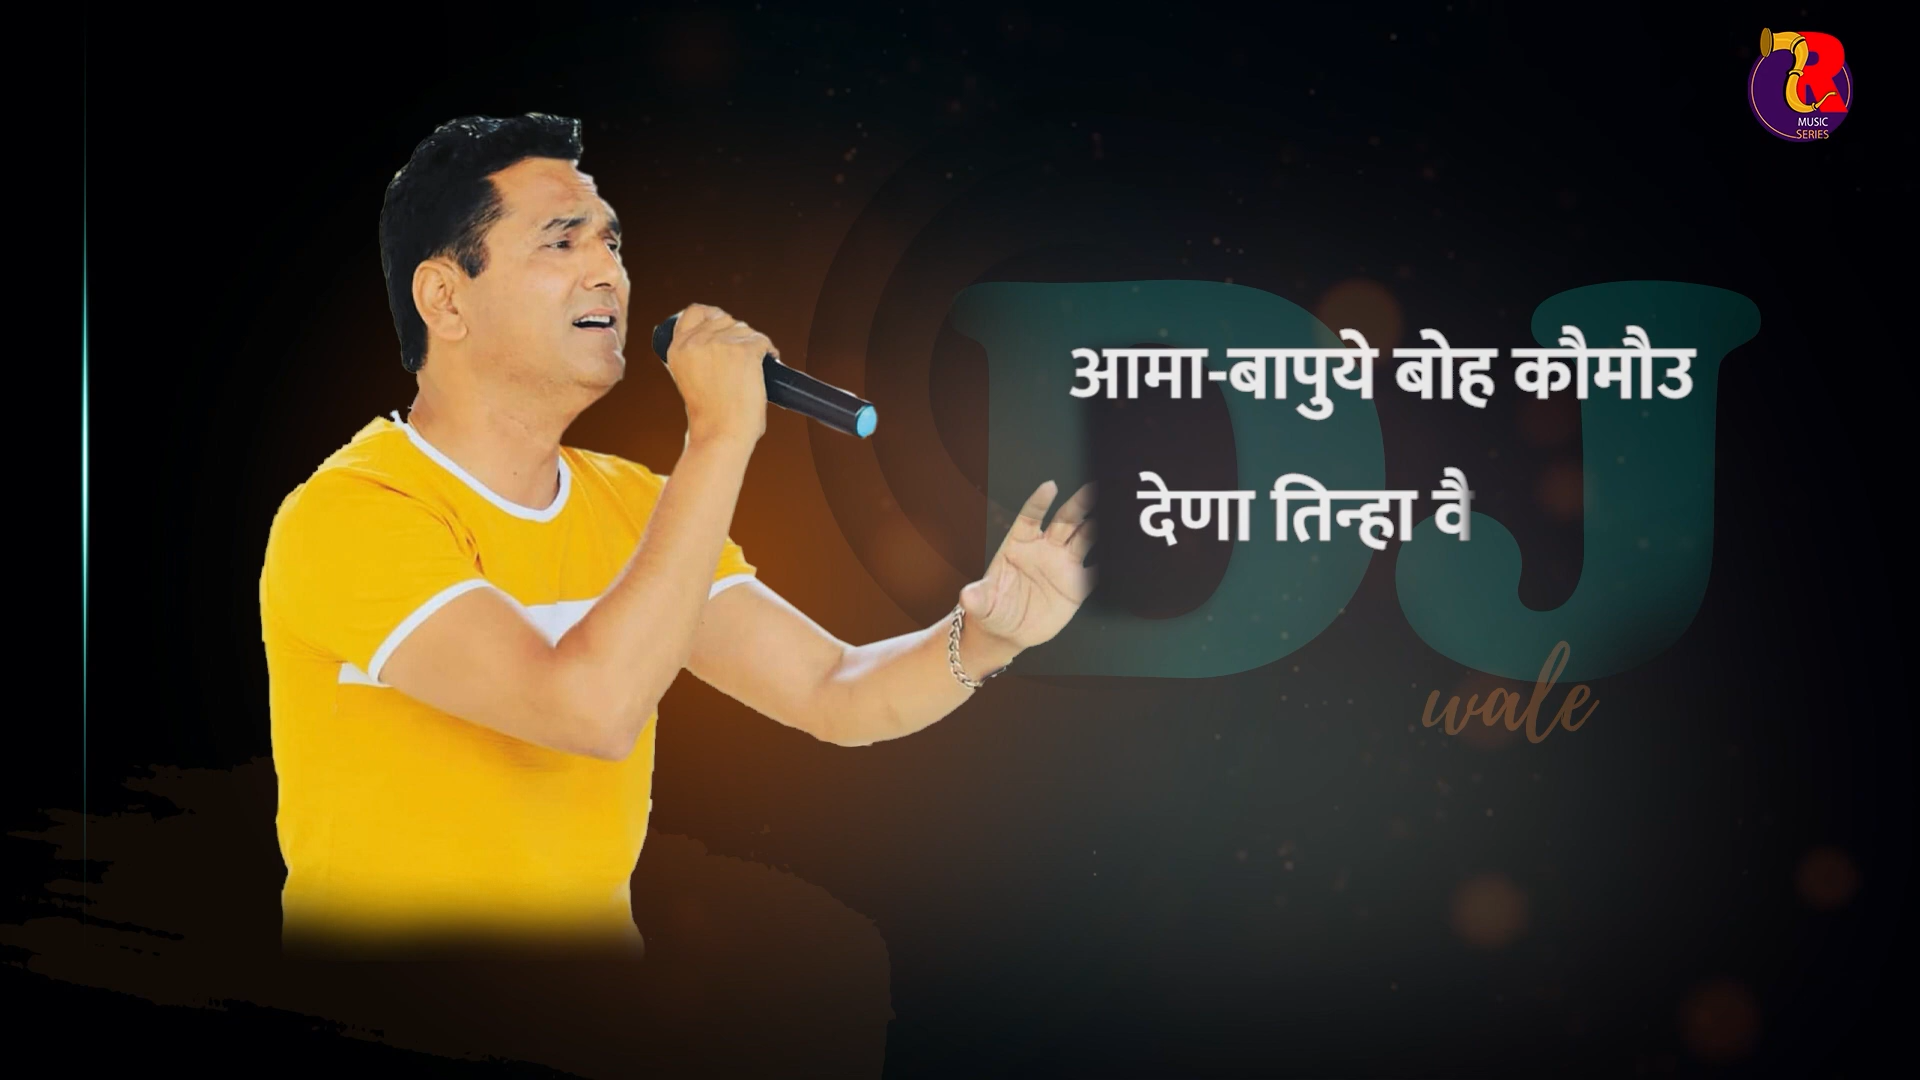 R
MUSIC
SERIES
DJ
wale
आमा-बापुये बोह कौमौउ
देणा तिन्हा वै